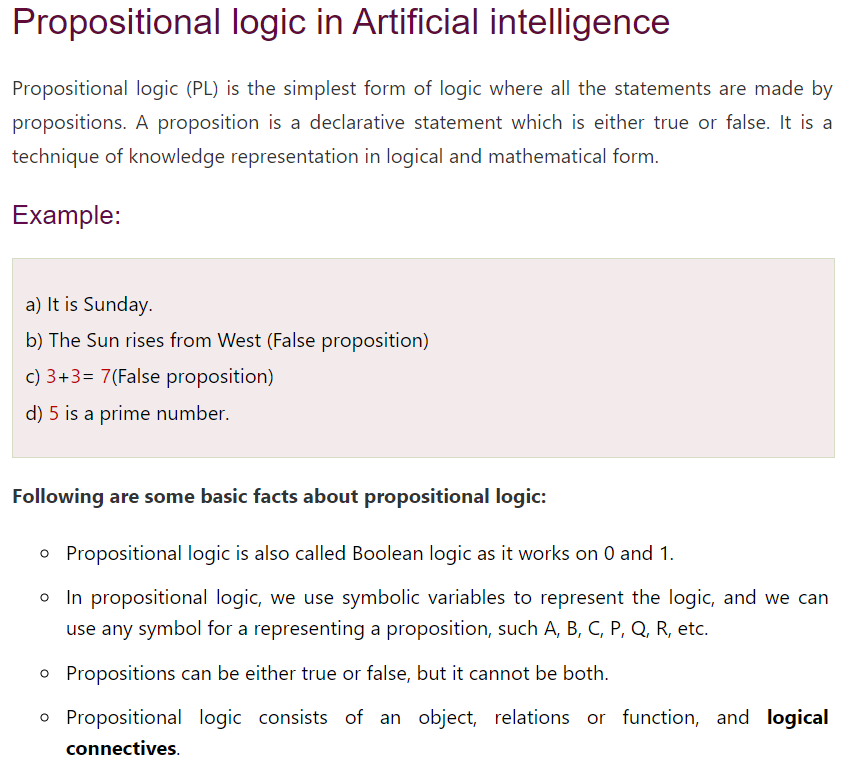 Propositional logic in Artificial intelligence
Propositional logic (PL) is the simplest form of logic where all the statements are made by
propositions. A proposition is a declarative statement which is either true or false. It is a
technique of knowledge representation in logical and mathematical form.
Example:
a) It is Sunday.
b) The Sun rises from West (False proposition)
c) 3+3= 7(False proposition)
d) 5 is a prime number.
Following are some basic facts about propositional logic:
Propositional logic is also called Boolean logic as it works on 0 and 1.
In propositional logic, we use symbolic variables to represent the logic, and we can
use any symbol for a representing a proposition, such A, B, C, P, Q, R, etc.
Propositions can be either true or false, but it cannot be both.
Propositional logic consists of an object, relations or function, and logical
connectives.